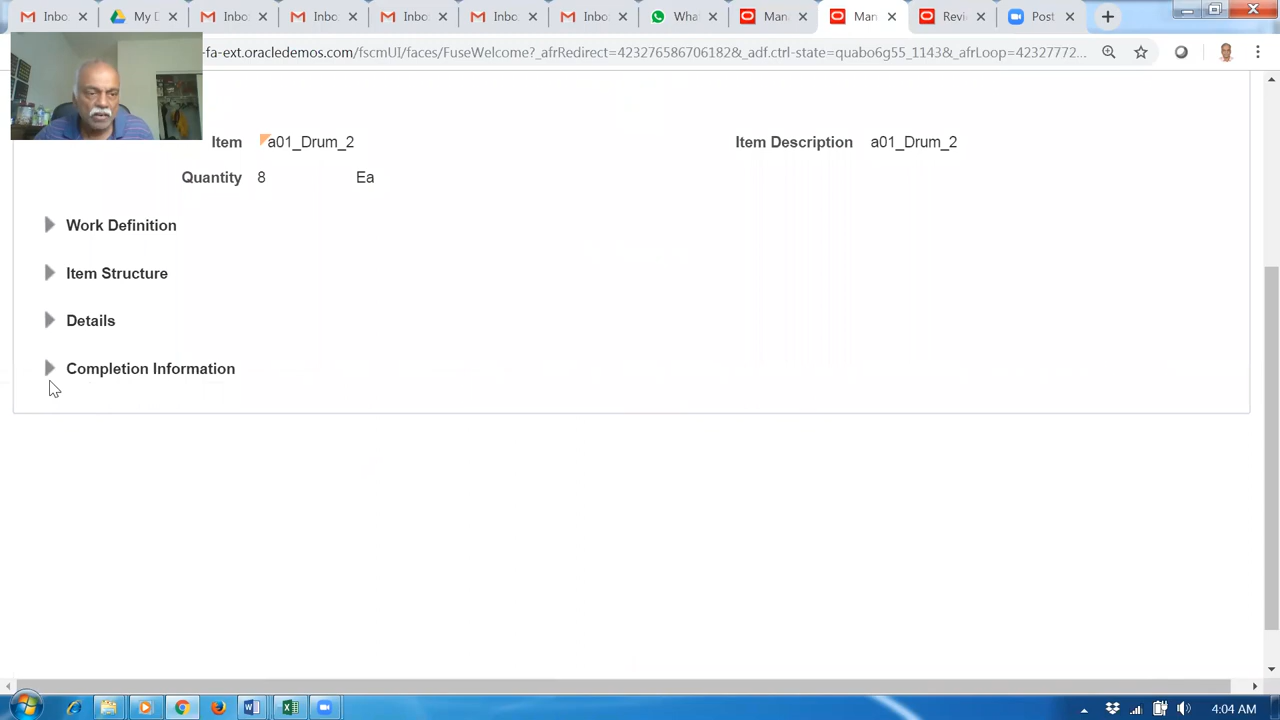 Inbo
My D
Inbo
Inbo
Inbo
Inbo
Inbo
Wha
Man
Man
Revi
Post
-fa-ext.oracledemos.com/fscmUI/faces/FuseWelcome?_afrRedirect=4232765867061​82&_adf.ctrl-state=quabo6g55_1143&_afrLoop=42327772...
Item a01_Drum_2 Item Description a01_Drum_2
Quantity 8 Ea
Work Definition
Item Structure
Details
Completion Information
4:04 AM